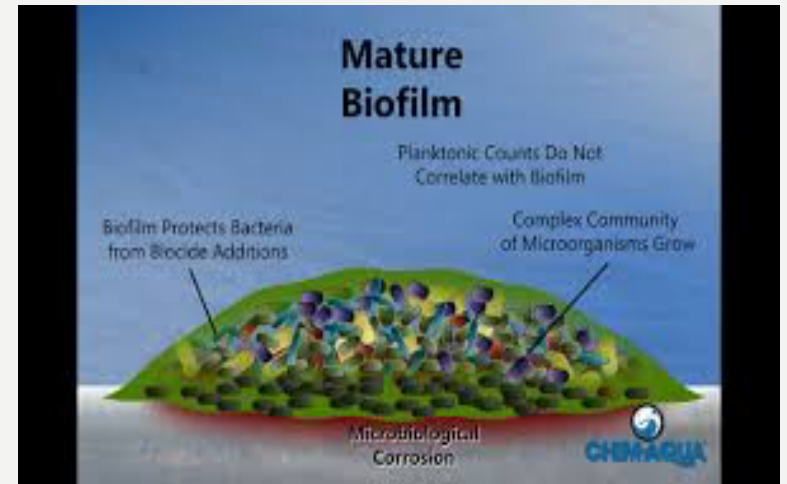 Mature
Biofilm
Planktonic Counts Do Not
Correlate with Biofilm
Biofilm Protects Bacteria
from Biocide Additions
Complex Community
of Microorganisms Grow
Microbiological
Corrosion
CHEM-AQUA